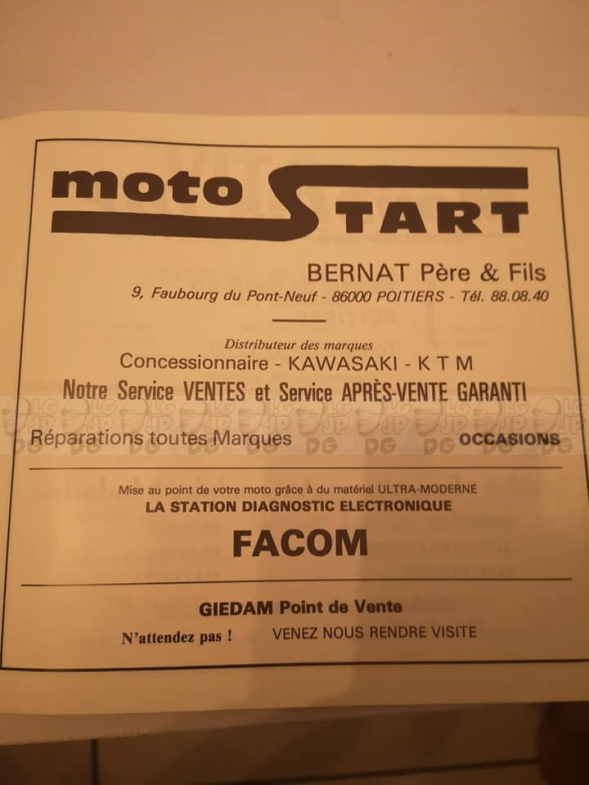 moto START
BERNAT Père & Fils
9, Faubourg du Pont-Neuf - 86000 POITIERS - Tél. 88.08.40
Distributeur des marques
Concessionnaire - KAWASAKI - K T M
Notre Service VENTES et Service APRÈS-VENTE GARANTI
Réparations toutes Marques OCCASIONS
Mise au point de votre moto grâce à du matériel ULTRA-MODERNE
LA STATION DIAGNOSTIC ELECTRONIQUE
FACOM
GIEDAM Point de Vente
N'attendez pas ! VENEZ NOUS RENDRE VISITE